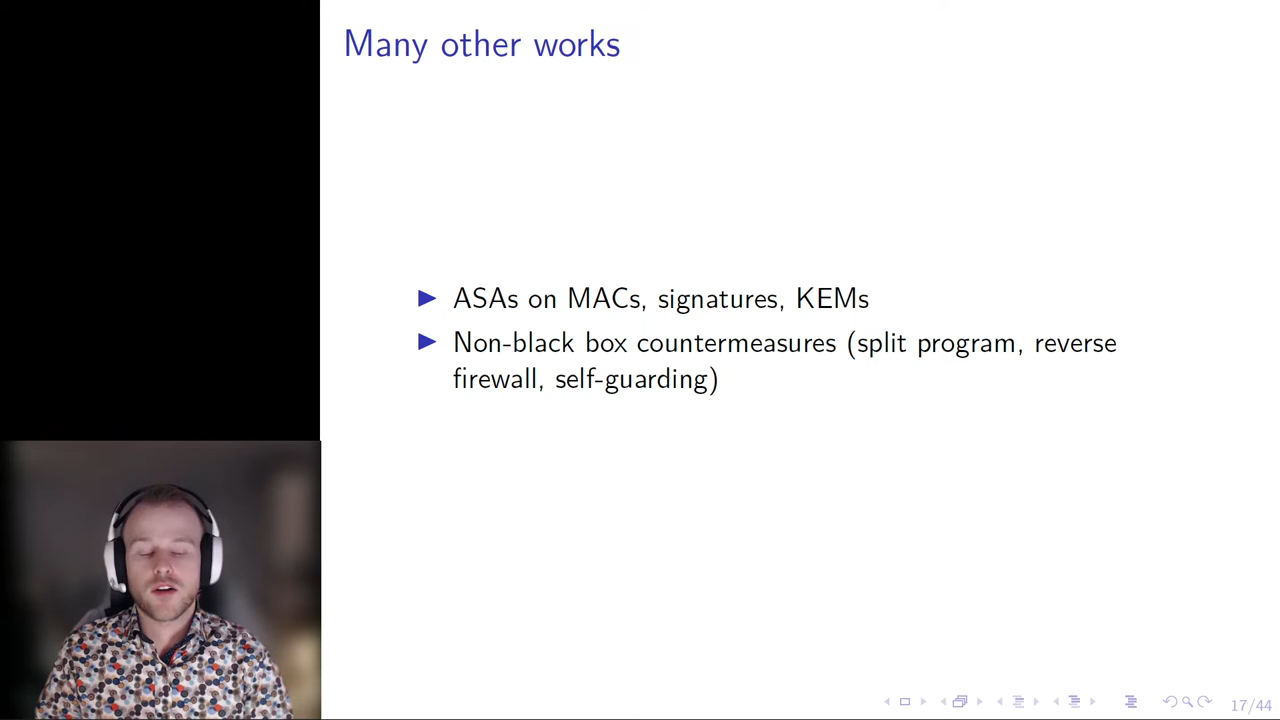 Many other works
ASAs on MACs, signatures, KEMs
Non-black box countermeasures (split program, reverse
firewall, self-guarding)
17/44